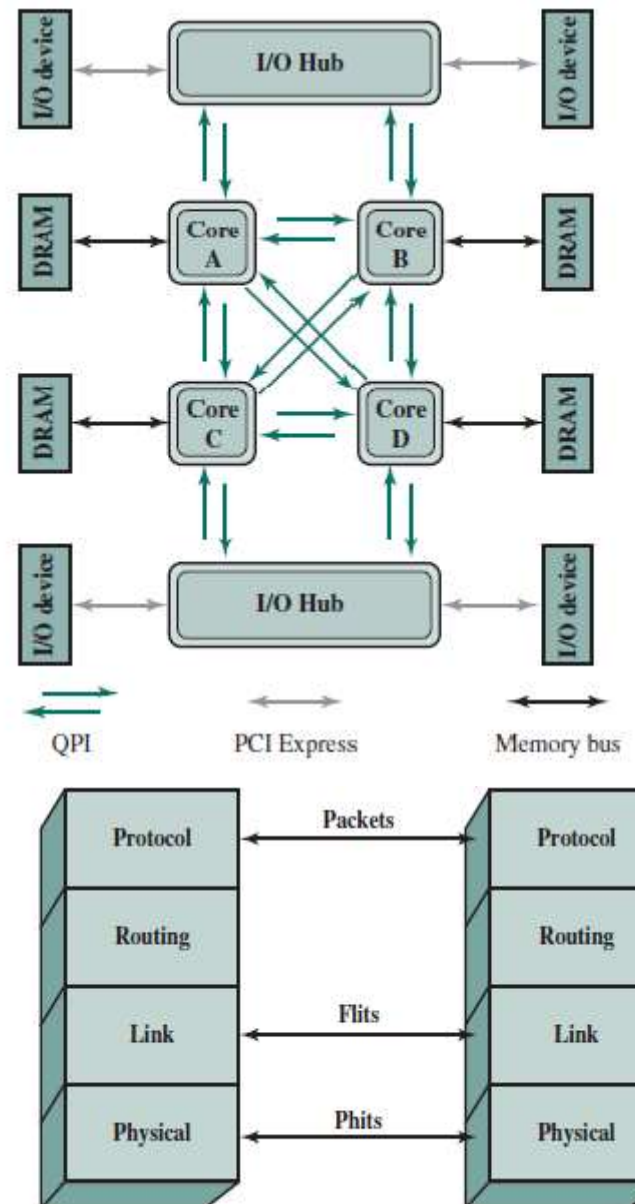 I/O device
I/O Hub
I/O device
DRAM
Core
A
Core
B
DRAM
DRAM
Core
C
Core
D
DRAM
I/O device
I/O Hub
I/O device
QPI
PCI Express
Memory bus
Protocol
Packets
Protocol
Routing
Routing
Link
Flits
Link
Physical
Phits
Physical